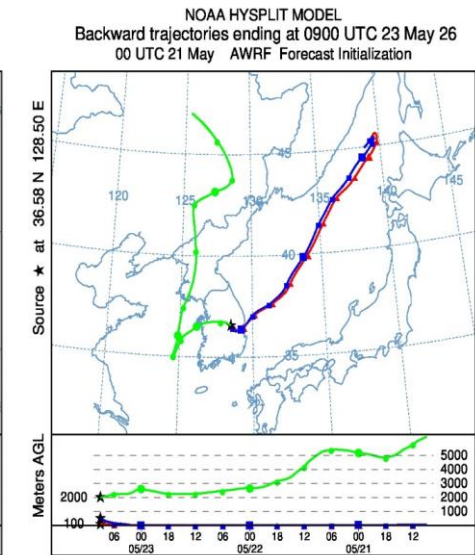 NOAA HYSPLIT MODEL
Backward trajectories ending at 0900 UTC 23 May 26
00 UTC 21 May AWRF Forecast Initialization
Source ★ at 36.58 N 128.50 E
120
125
130
135
140
145
45
40
35
Meters AGL
2000
100
5000
4000
3000
2000
1000
06 00 18 12 06 00 18 12 06 00 18 12
05/23 05/22 05/21